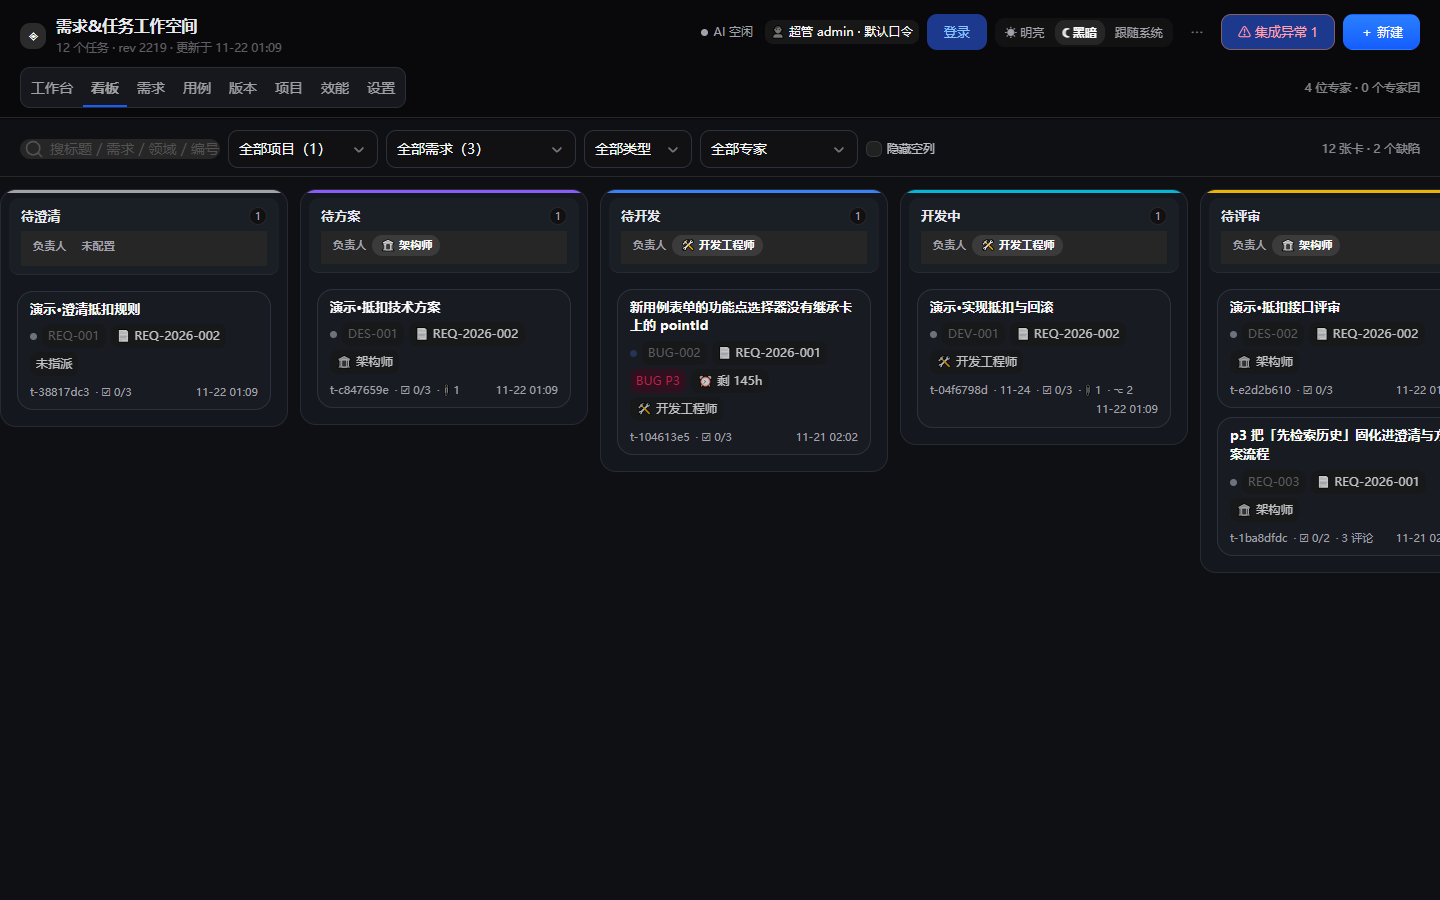 需求&任务工作空间
12 个任务 · rev 2219 · 更新于 11-22 01:09
AI 空闲
超管 admin · 默认口令
登录
明亮
黑暗
跟随系统
···
集成异常 1
+ 新建
工作台
看板
需求
用例
版本
项目
效能
设置
4 位专家 · 0 个专家团
搜标题 / 需求 / 领域 / 编号
全部项目（1）
全部需求（3）
全部类型
全部专家
隐藏空列
12 张卡 · 2 个缺陷
待澄清
1
负责人 未配置
演示·澄清抵扣规则
REQ-001 REQ-2026-002
未指派
t-38817dc3 · ☑ 0/3 11-22 01:09
待方案
1
负责人 架构师
演示·抵扣技术方案
DES-001 REQ-2026-002
架构师
t-c847659e · ☑ 0/3 · 1 11-22 01:09
待开发
1
负责人 开发工程师
新用例表单的功能点选择器没有继承卡
上的 pointId
BUG-002 REQ-2026-001
BUG P3 剩 145h
开发工程师
t-104613e5 · ☑ 0/3 11-21 02:02
开发中
1
负责人 开发工程师
演示·实现抵扣与回滚
DEV-001 REQ-2026-002
开发工程师
t-04f6798d · 11-24 · ☑ 0/3 · 1 · ⌥ 2
11-22 01:09
待评审
负责人 架构师
演示·抵扣接口评审
DES-002 REQ-2026-002
架构师
t-e2d2b610 · ☑ 0/3 11-22 01
p3 把「先检索历史」固化进澄清与方
案流程
REQ-003 REQ-2026-001
架构师
t-1ba8dfdc · ☑ 0/2 · 3 评论 11-21 02